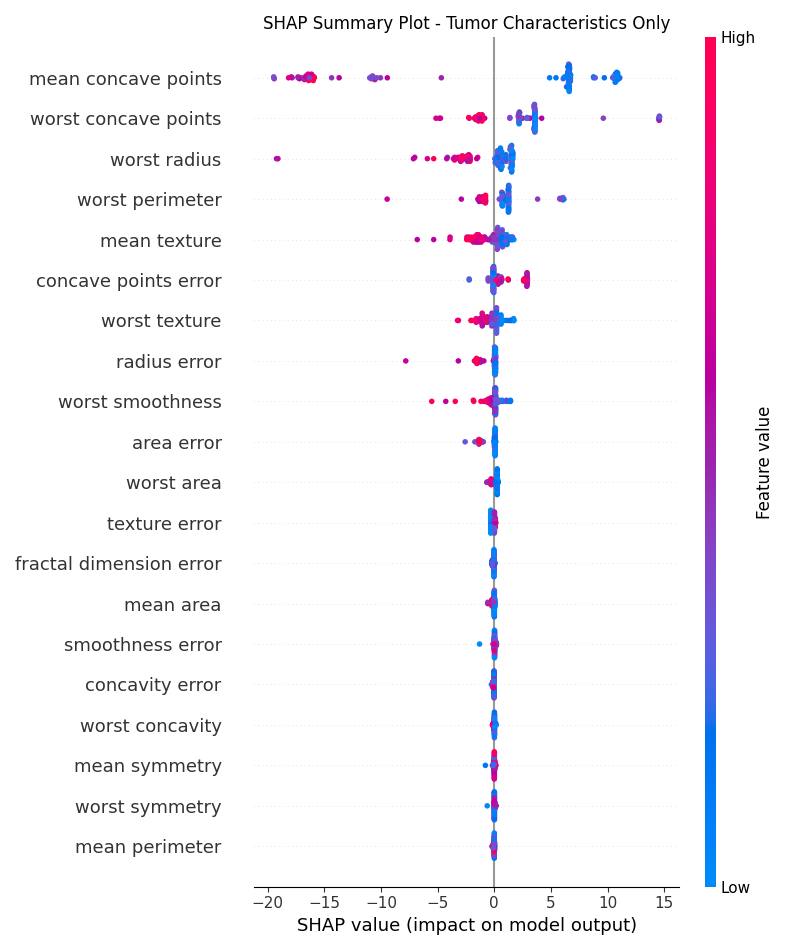 SHAP Summary Plot - Tumor Characteristics Only
High
mean concave points
worst concave points
worst radius
worst perimeter
mean texture
concave points error
worst texture
radius error
worst smoothness
area error
worst area
texture error
fractal dimension error
mean area
smoothness error
concavity error
worst concavity
mean symmetry
worst symmetry
mean perimeter
Feature value
Low
−20 −15 −10 −5 0 5 10 15
SHAP value (impact on model output)